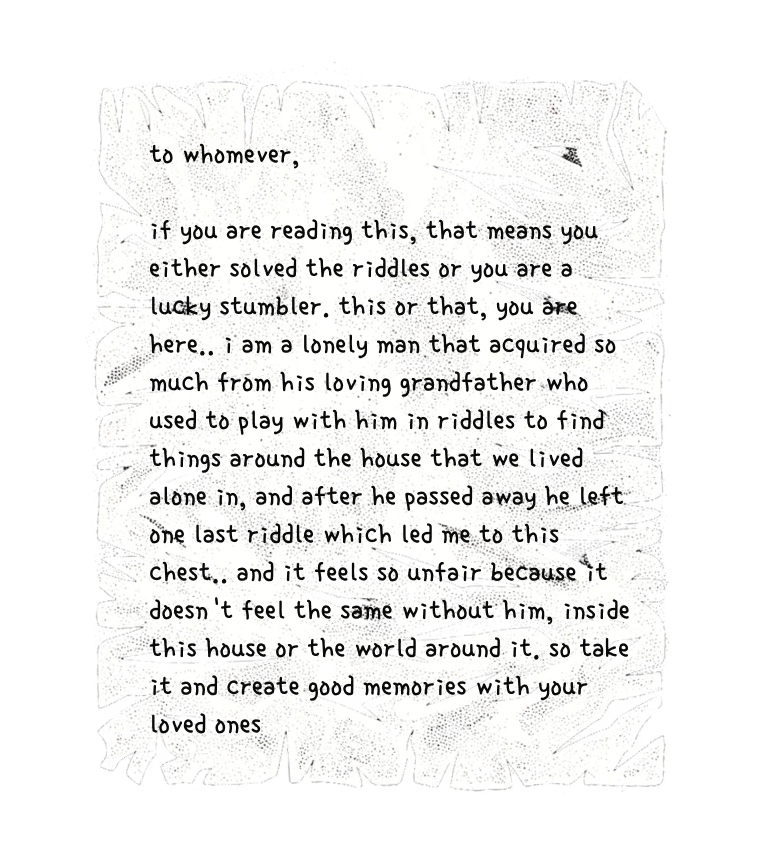 to whomever,
if you are reading this, that means you
either solved the riddles or you are a
lucky stumbler. this or that, you are
here.. i am a lonely man that acquired so
much from his loving grandfather who
used to play with him in riddles to find
things around the house that we lived
alone in, and after he passed away he left
one last riddle which led me to this
chest.. and it feels so unfair because it
doesn't feel the same without him, inside
this house or the world around it. so take
it and create good memories with your
loved ones